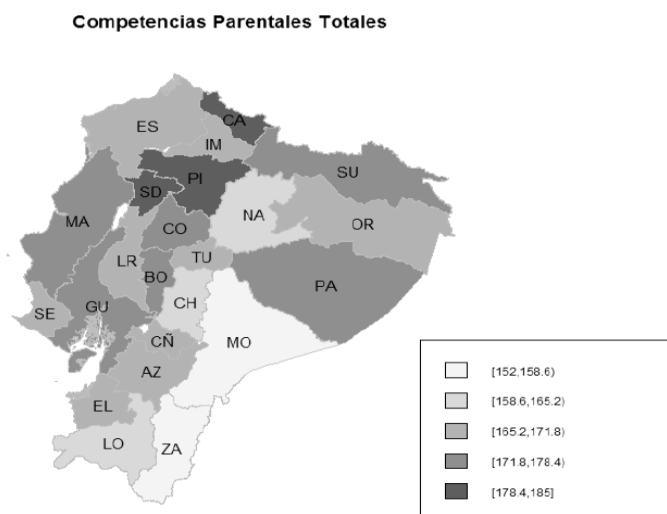 Competencias Parentales Totales
ES
CA
IM
SU
PI
SD
NA
MA
OR
CO
LR
TU
BO
PA
SE
GU
CH
CÑ
MO
AZ
EL
LO
ZA
[152,158.6)
[158.6,165.2)
[165.2,171.8)
[171.8,178.4)
[178.4,185]